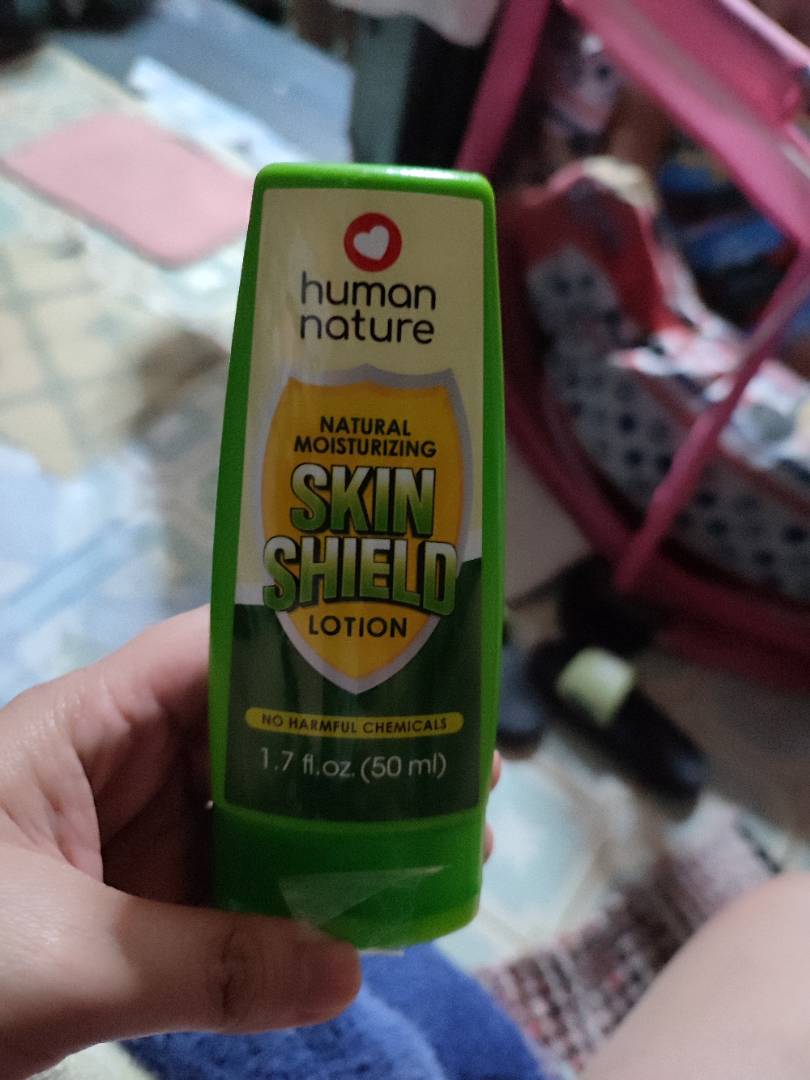 human
nature
NATURAL
MOISTURIZING
SKIN
SHIELD
LOTION
NO HARMFUL CHEMICALS
1.7 fl.oz. (50 ml)